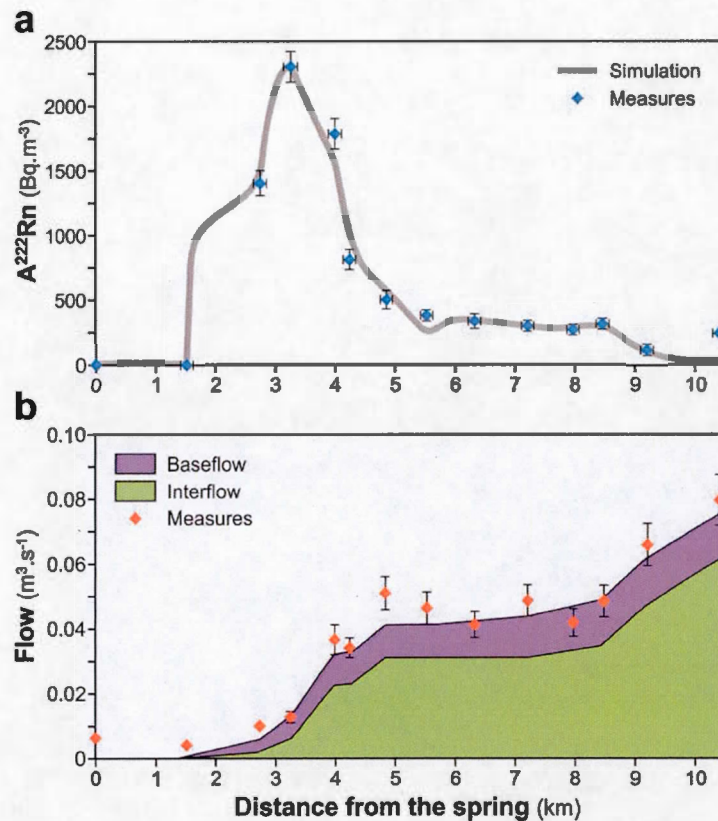 a
2500
2000
1500
1000
500
0
A²²²Rn (Bq.m⁻³)
Simulation
Measures
0 1 2 3 4 5 6 7 8 9 10
b
0.10
0.08
0.06
0.04
0.02
0
Flow (m³.s⁻¹)
Baseflow
Interflow
Measures
0 1 2 3 4 5 6 7 8 9 10
Distance from the spring (km)